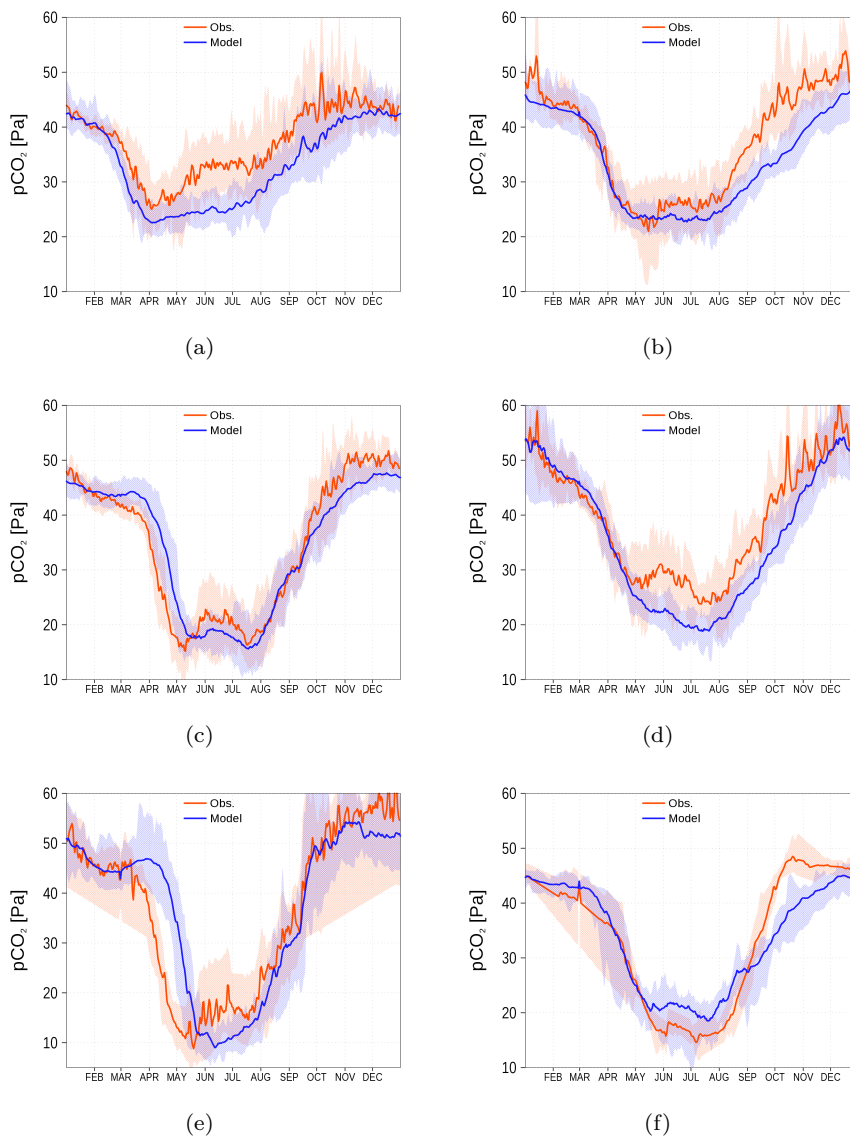 60
50
40
30
20
10
pCO₂ [Pa]
Obs.
Model
FEB MAR APR MAY JUN JUL AUG SEP OCT NOV DEC
(a)
60
50
40
30
20
10
pCO₂ [Pa]
Obs.
Model
FEB MAR APR MAY JUN JUL AUG SEP OCT NOV DEC
(b)
60
50
40
30
20
10
pCO₂ [Pa]
Obs.
Model
FEB MAR APR MAY JUN JUL AUG SEP OCT NOV DEC
(c)
60
50
40
30
20
10
pCO₂ [Pa]
Obs.
Model
FEB MAR APR MAY JUN JUL AUG SEP OCT NOV DEC
(d)
60
50
40
30
20
10
pCO₂ [Pa]
Obs.
Model
FEB MAR APR MAY JUN JUL AUG SEP OCT NOV DEC
(e)
60
50
40
30
20
10
pCO₂ [Pa]
Obs.
Model
FEB MAR APR MAY JUN JUL AUG SEP OCT NOV DEC
(f)